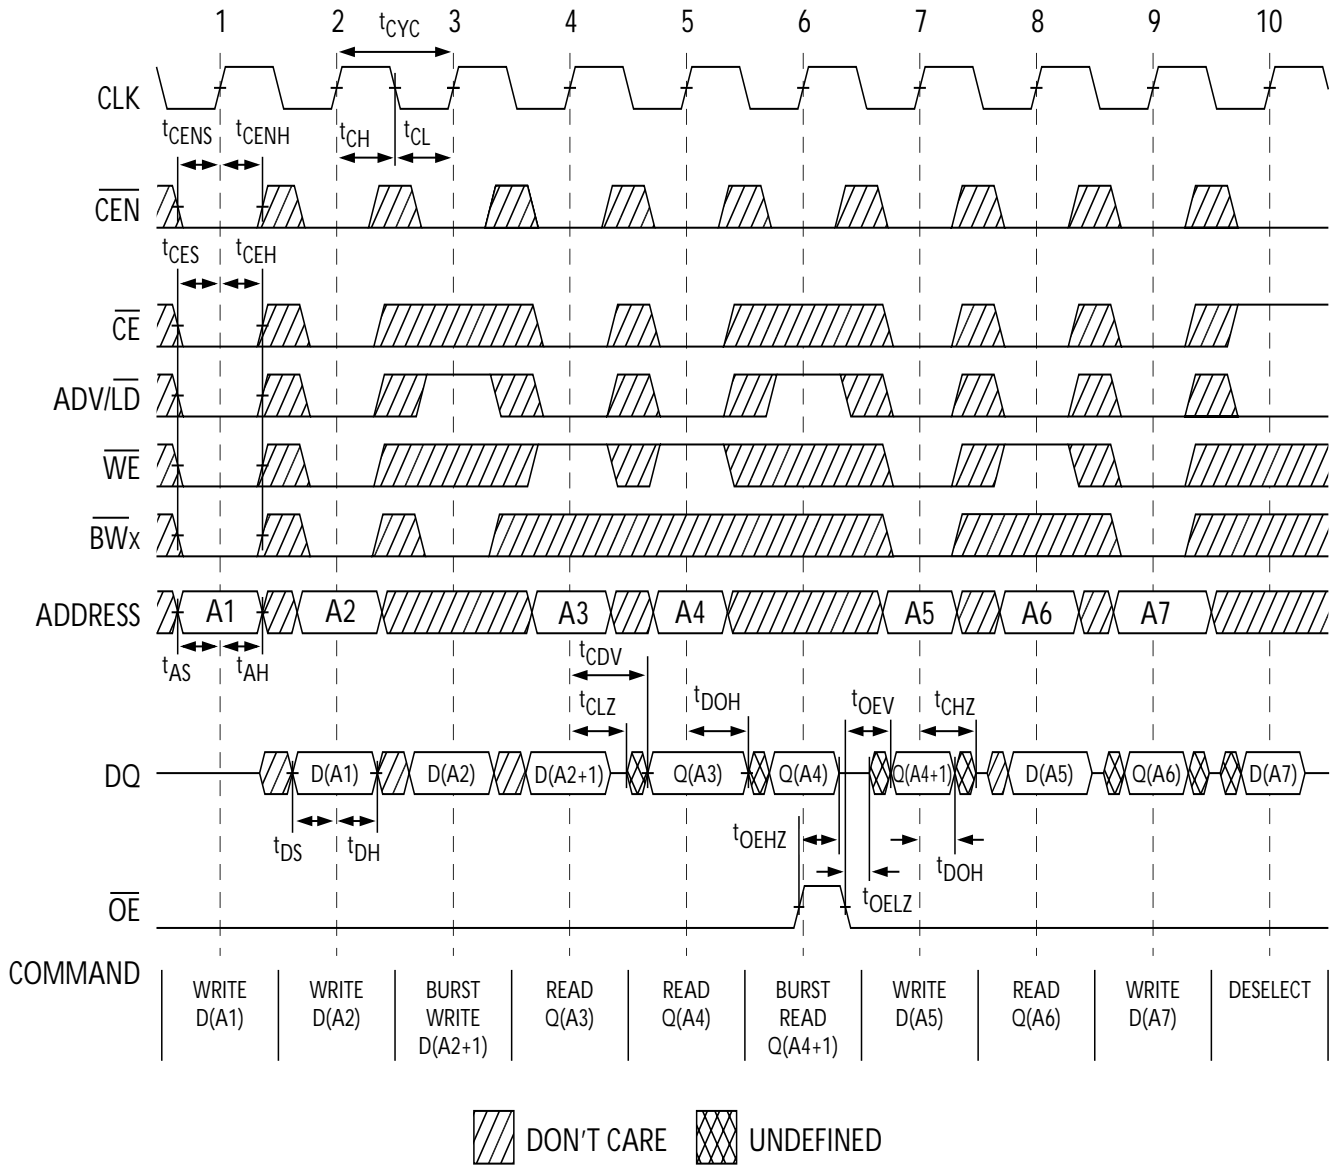 1 2 tCYC 3 4 5 6 7 8 9 10
CLK
tCENS tCENH tCH tCL
CEN
tCES tCEH
CE
ADV/LD
WE
BWx
ADDRESS A1 A2 A3 A4 A5 A6 A7
tAS tAH tCDV
tCLZ tDOH tOEV tCHZ
DQ D(A1) D(A2) D(A2+1) Q(A3) Q(A4) Q(A4+1) D(A5) Q(A6) D(A7)
tDS tDH tOEHZ tDOH
tOELZ
OE
COMMAND
WRITE WRITE BURST READ READ BURST WRITE READ WRITE DESELECT
D(A1) D(A2) WRITE Q(A3) Q(A4) READ D(A5) Q(A6) D(A7)
D(A2+1) Q(A4+1)
DON'T CARE UNDEFINED